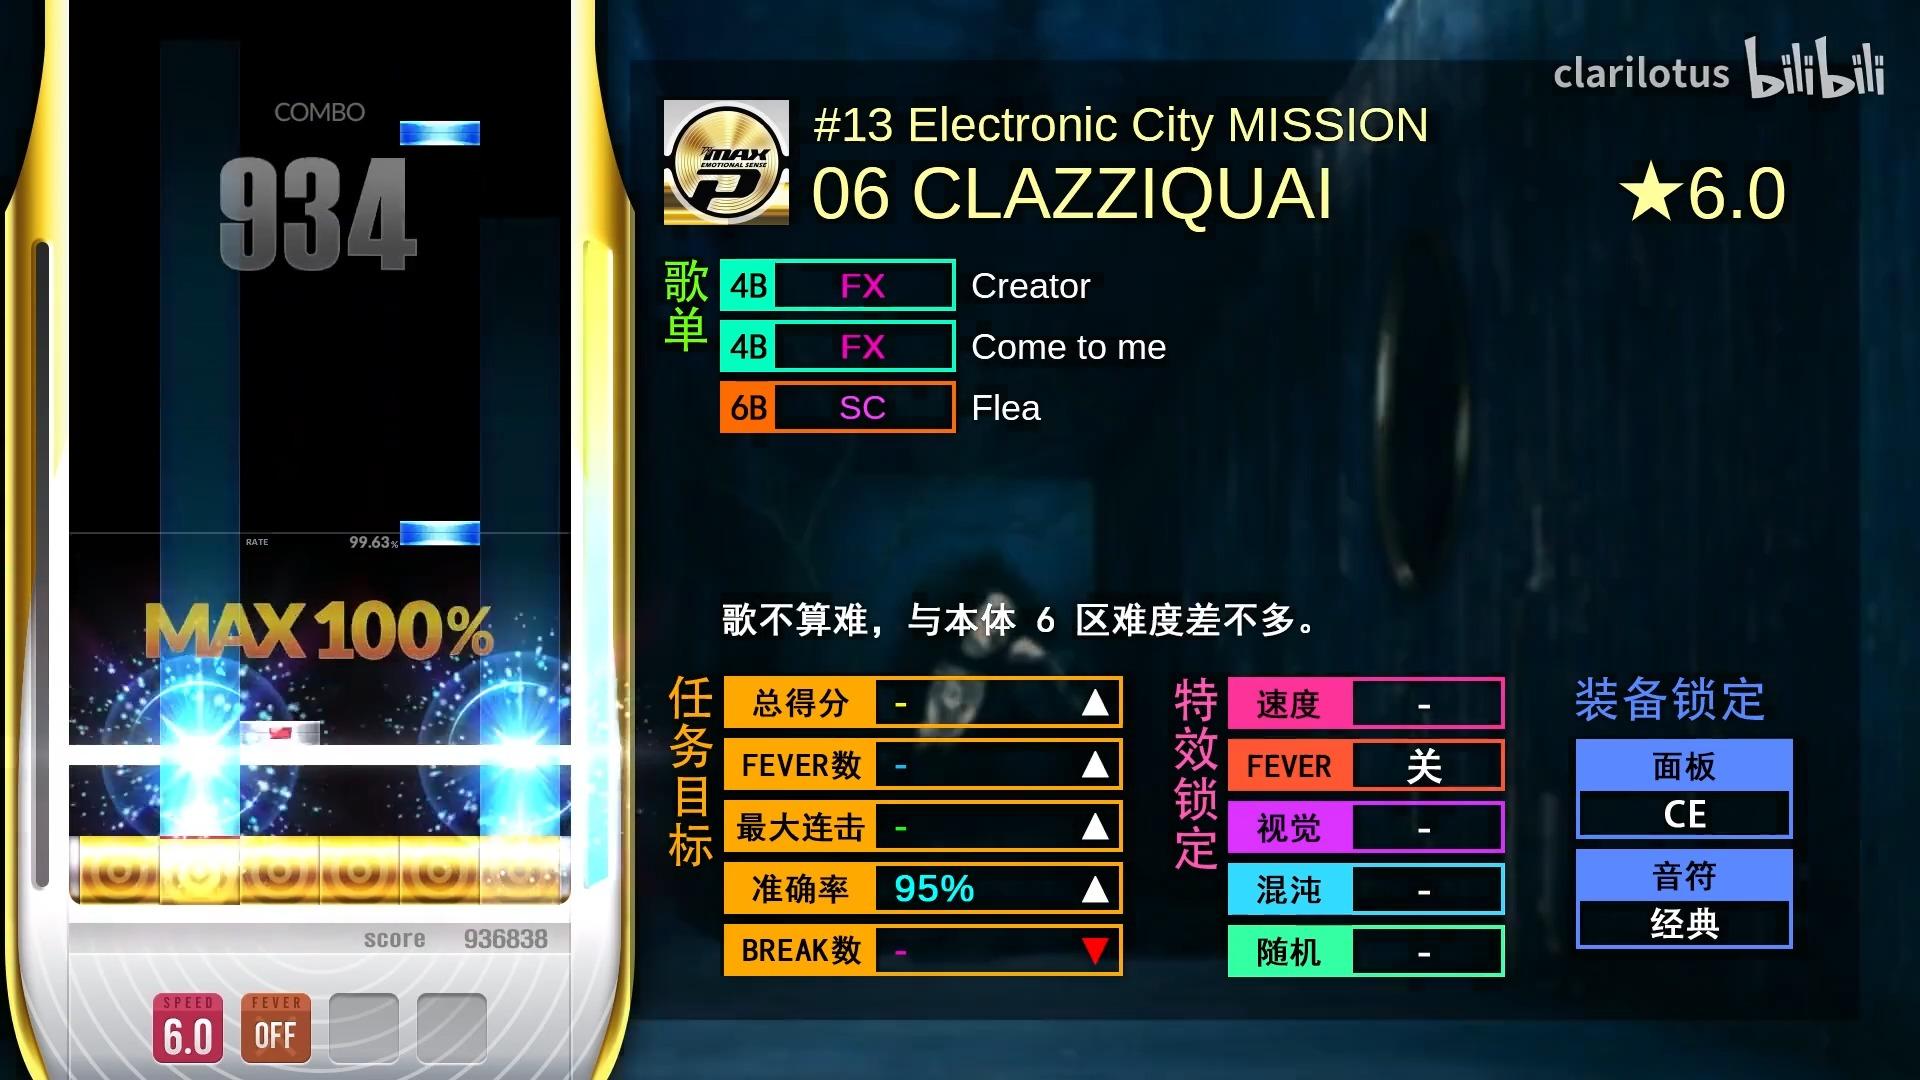 clarilotus bilibili
COMBO
934
RATE 99.63%
MAX 100%
score 936838
SPEED
6.0
FEVER
OFF
MAX
EMOTIONAL SENSE
#13 Electronic City MISSION
06 CLAZZIQUAI
★6.0
歌单
4B FX Creator
4B FX Come to me
6B SC Flea
歌不算难，与本体 6 区难度差不多。
任务目标
总得分 - ▲
FEVER数 - ▲
最大连击 - ▲
准确率 95% ▲
BREAK数 - ▼
特效锁定
速度 -
FEVER 关
视觉 -
混沌 -
随机 -
装备锁定
面板
CE
音符
经典